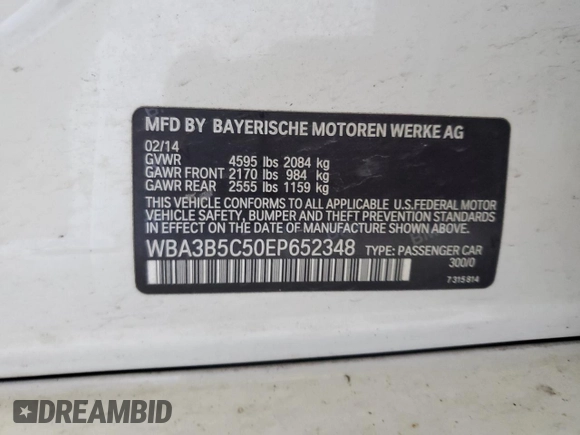 MFD BY BAYERISCHE MOTOREN WERKE AG
02/14
GVWR 4595 lbs 2084 kg
GAWR FRONT 2170 lbs 984 kg
GAWR REAR 2555 lbs 1159 kg
THIS VEHICLE CONFORMS TO ALL APPLICABLE U.S.FEDERAL MOTOR
VEHICLE SAFETY, BUMPER AND THEFT PREVENTION STANDARDS
IN EFFECT ON THE DATE OF MANUFACTURE SHOWN ABOVE.
WBA3B5C50EP652348 TYPE: PASSENGER CAR
300/0
7 315 814
DREAMBID